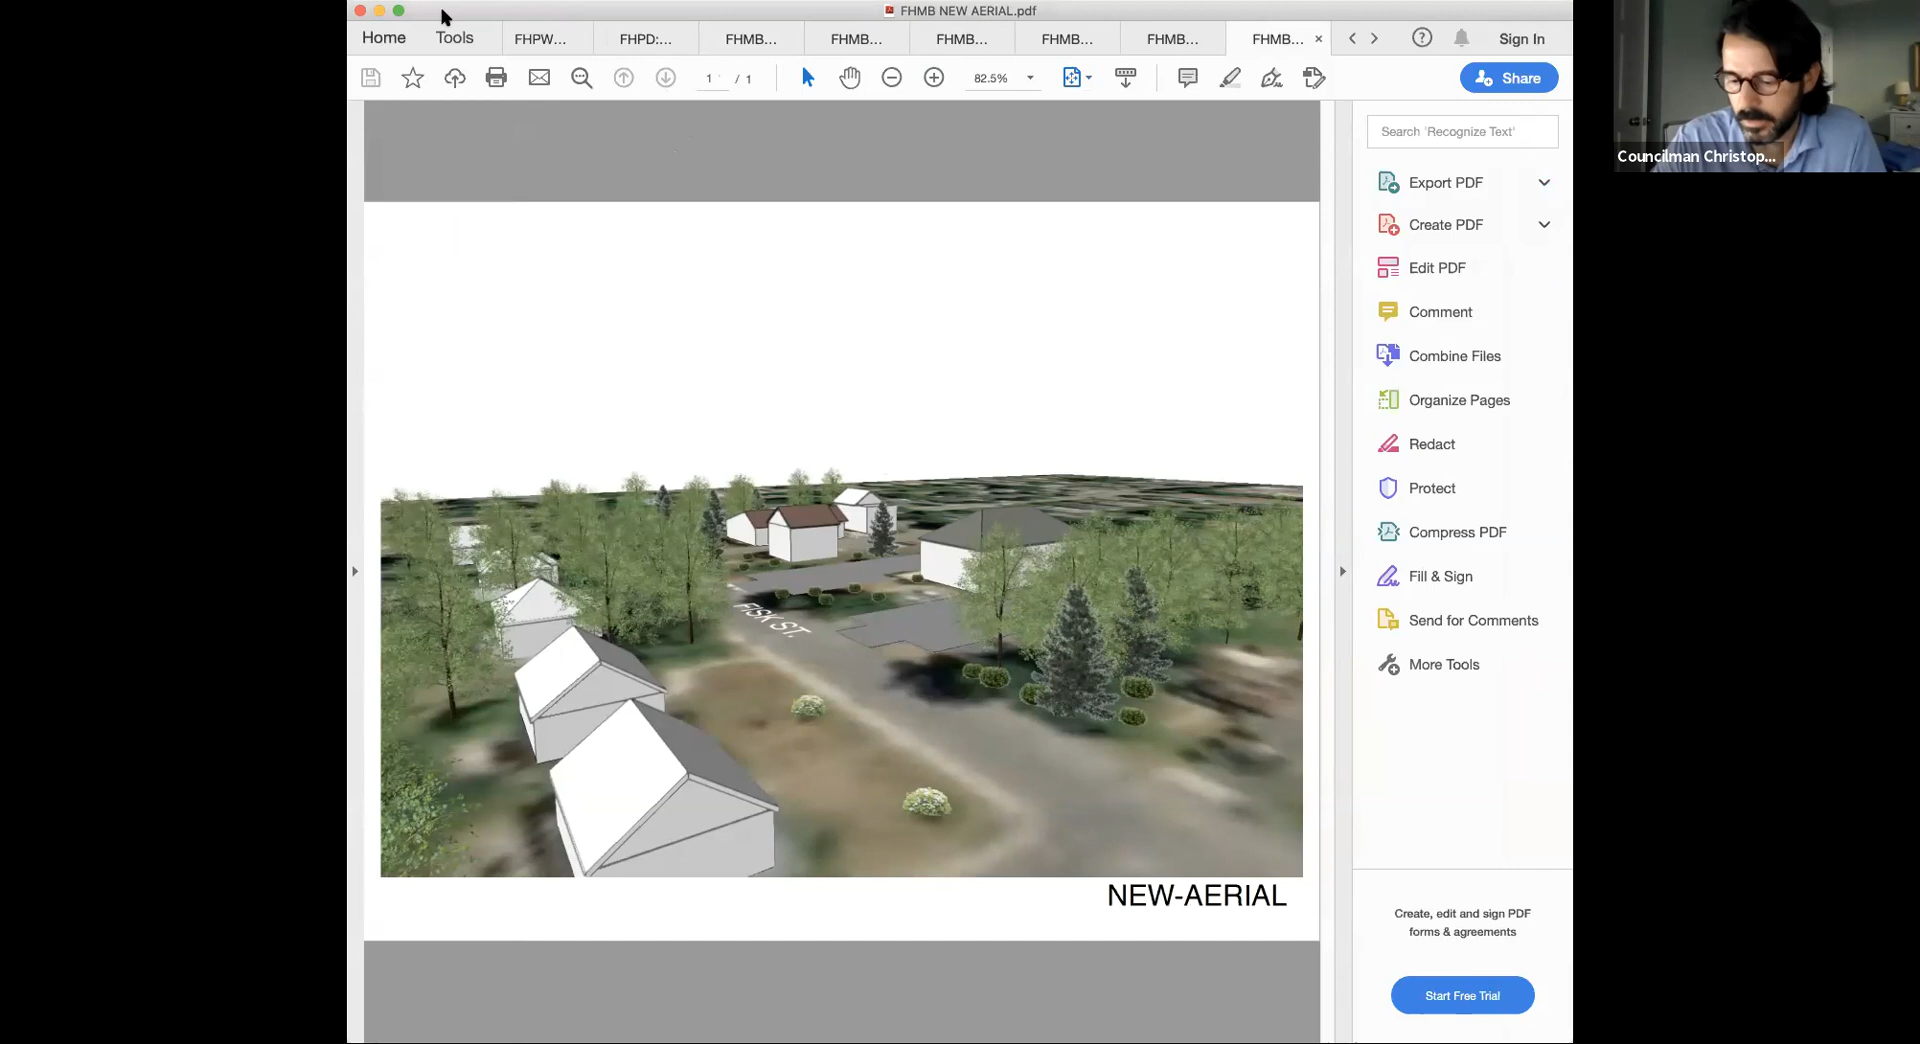 FHMB NEW AERIAL.pdf
Home Tools FHPW... FHPD:... FHMB... FHMB... FHMB... FHMB... FHMB... FHMB... × Sign In
1 / 1 82.5% Share
Search 'Recognize Text'
Export PDF
Create PDF
Edit PDF
Comment
Combine Files
Organize Pages
Redact
Protect
Compress PDF
Fill & Sign
Send for Comments
More Tools
Create, edit and sign PDF
forms & agreements
Start Free Trial
FISK ST.
NEW-AERIAL
Councilman Christop...